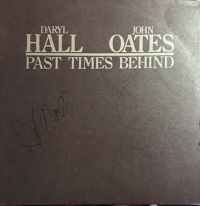 DARYL JOHN
HALL OATES
PAST TIMES BEHIND